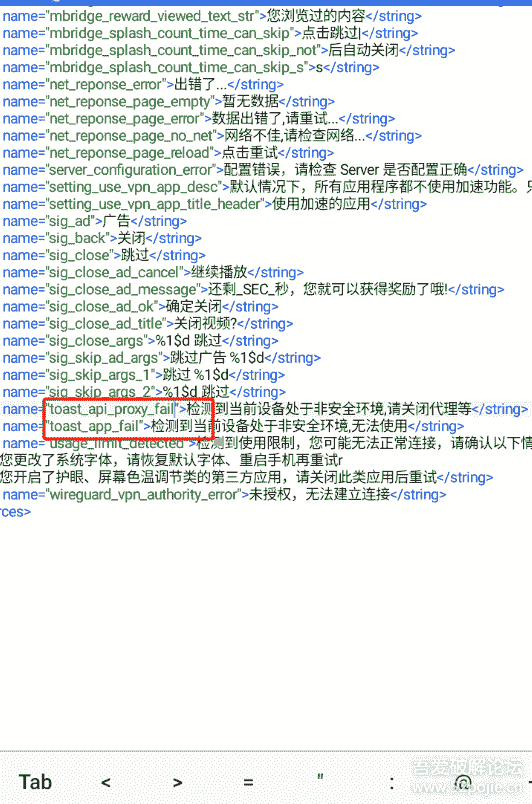 name="mbridge_reward_viewed_text_str">您浏览过的内容</string>
name="mbridge_splash_count_time_can_skip">点击跳过|</string>
name="mbridge_splash_count_time_can_skip_not">后自动关闭</string>
name="mbridge_splash_count_time_can_skip_s">s</string>
name="net_reponse_error">出错了...</string>
name="net_reponse_page_empty">暂无数据</string>
name="net_reponse_page_error">数据出错了,请重试...</string>
name="net_reponse_page_no_net">网络不佳,请检查网络...</string>
name="net_reponse_page_reload">点击重试</string>
name="server_configuration_error">配置错误，请检查 Server 是否配置正确</string>
name="setting_use_vpn_app_desc">默认情况下，所有应用程序都不使用加速功能。
name="setting_use_vpn_app_title_header">使用加速的应用</string>
name="sig_ad">广告</string>
name="sig_back">关闭</string>
name="sig_close">跳过</string>
name="sig_close_ad_cancel">继续播放</string>
name="sig_close_ad_message">还剩_SEC_秒，您就可以获得奖励了哦!</string>
name="sig_close_ad_ok">确定关闭</string>
name="sig_close_ad_title">关闭视频?</string>
name="sig_close_args">%1$d 跳过</string>
name="sig_skip_ad_args">跳过广告 %1$d</string>
name="sig_skip_args_1">跳过 %1$d</string>
name="sig_skip_args_2">%1$d 跳过</string>
name="toast_api_proxy_fail">检测到当前设备处于非安全环境,请关闭代理等</string>
name="toast_app_fail">检测到当前设备处于非安全环境,无法使用</string>
name="usage_limit_detected">检测到使用限制，您可能无法正常连接，请确认以下情
您更改了系统字体，请恢复默认字体、重启手机再重试r
您开启了护眼、屏幕色温调节类的第三方应用，请关闭此类应用后重试</string>
name="wireguard_vpn_authority_error">未授权，无法建立连接</string>
rces>
吾爱破解论坛
Tab < > = " : @
www.52pojie.cn